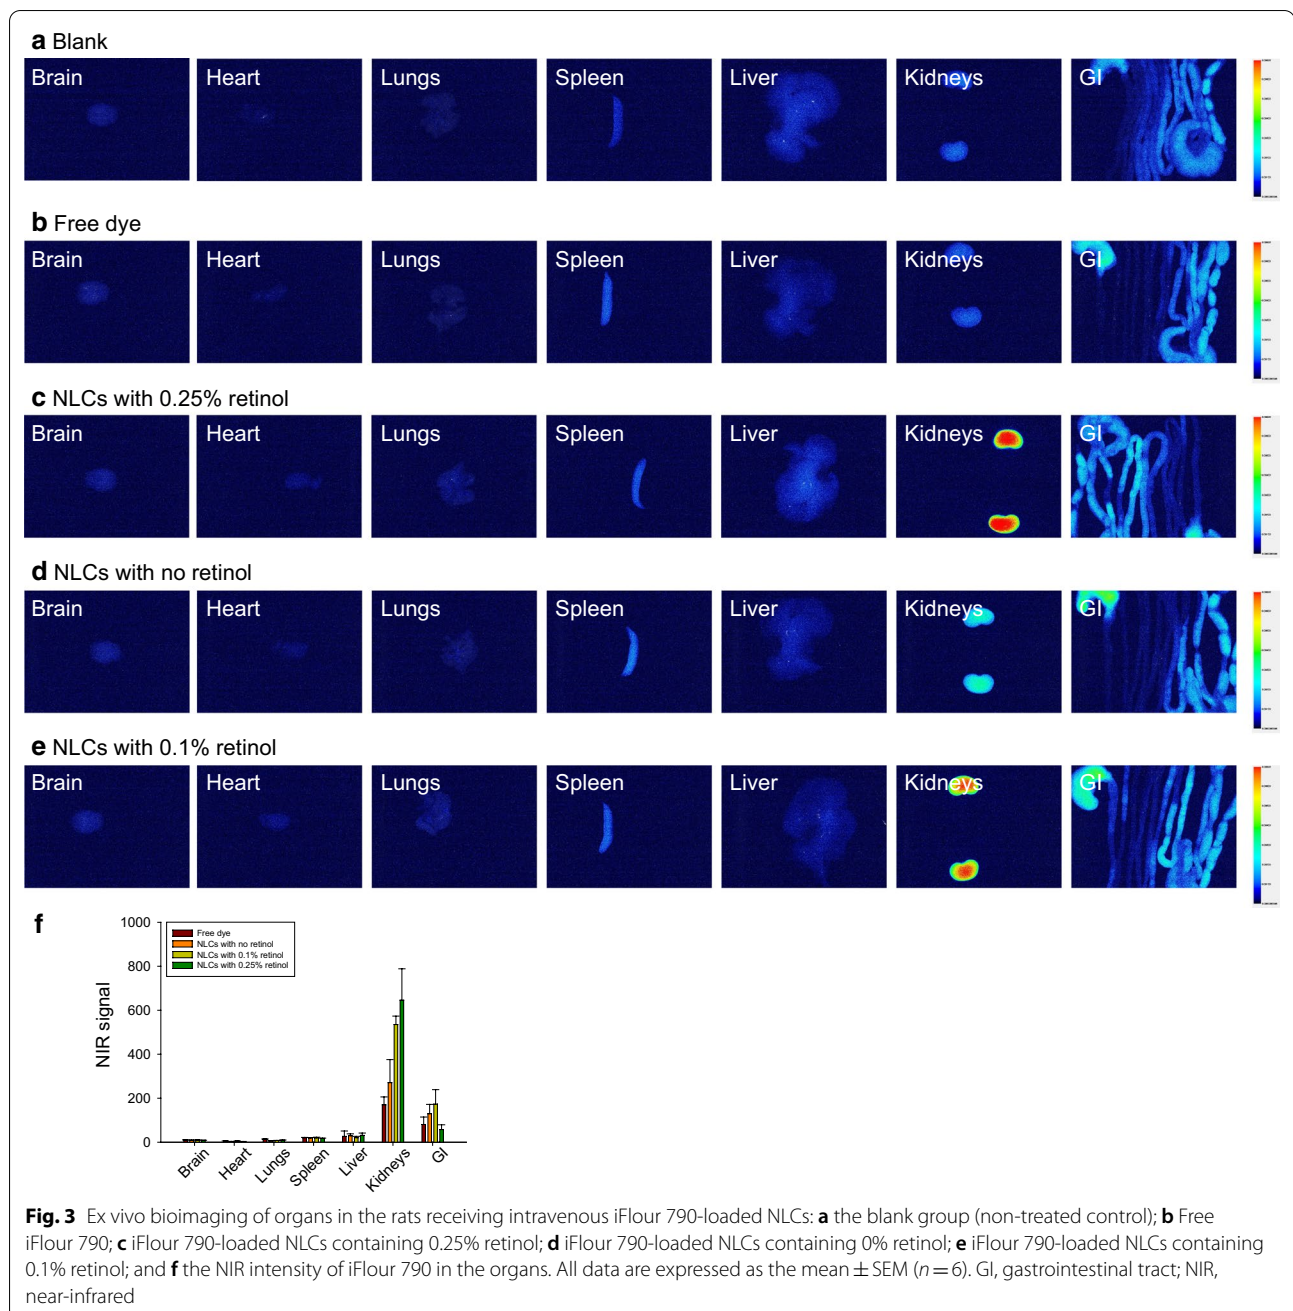 a Blank
Brain Heart Lungs Spleen Liver Kidneys GI
b Free dye
Brain Heart Lungs Spleen Liver Kidneys GI
c NLCs with 0.25% retinol
Brain Heart Lungs Spleen Liver Kidneys GI
d NLCs with no retinol
Brain Heart Lungs Spleen Liver Kidneys GI
e NLCs with 0.1% retinol
Brain Heart Lungs Spleen Liver Kidneys GI
f
NIR signal
1000
800
600
400
200
0
Free dye
NLCs with no retinol
NLCs with 0.1% retinol
NLCs with 0.25% retinol
Brain Heart Lungs Spleen Liver Kidneys GI
Fig. 3 Ex vivo bioimaging of organs in the rats receiving intravenous iFlour 790-loaded NLCs: a the blank group (non-treated control); b Free
iFlour 790; c iFlour 790-loaded NLCs containing 0.25% retinol; d iFlour 790-loaded NLCs containing 0% retinol; e iFlour 790-loaded NLCs containing
0.1% retinol; and f the NIR intensity of iFlour 790 in the organs. All data are expressed as the mean ± SEM (n = 6). GI, gastrointestinal tract; NIR,
near-infrared